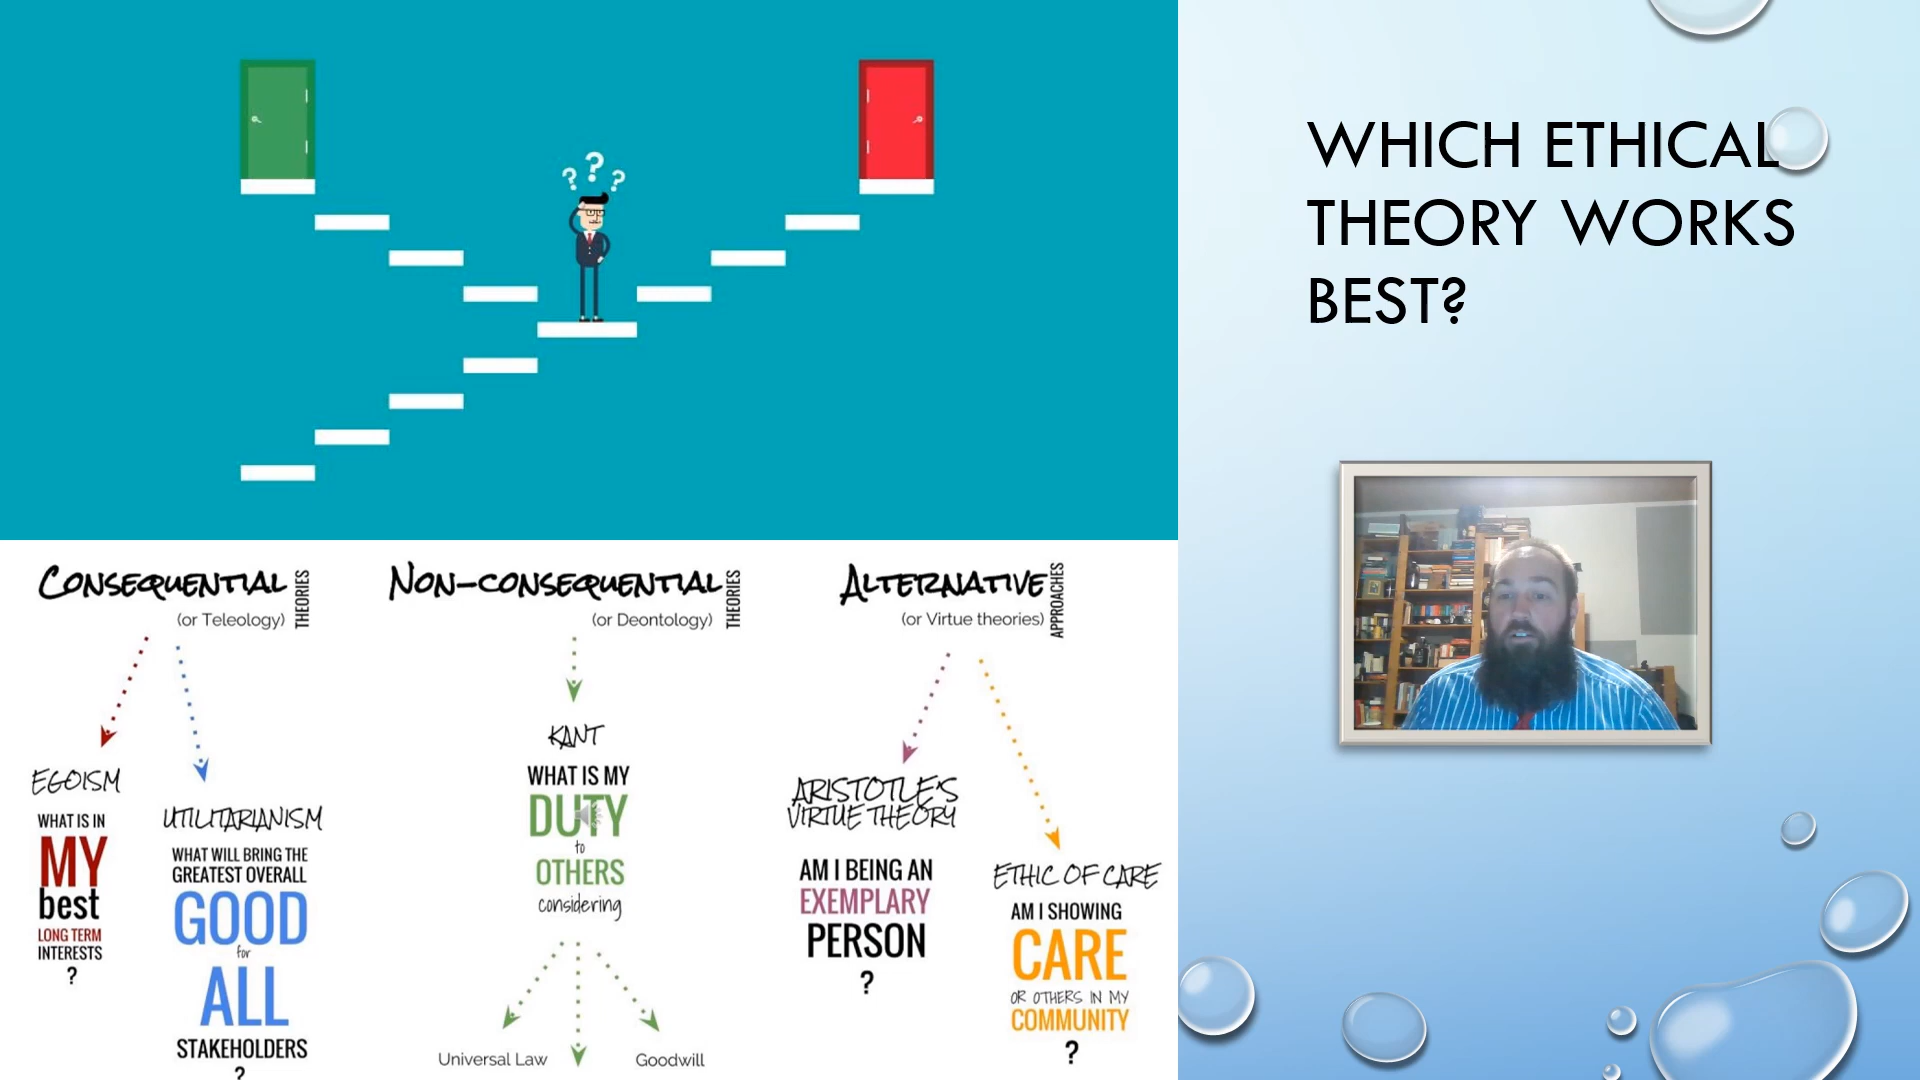 WHICH ETHICAL
THEORY WORKS
BEST?
? ? ?
CONSEQUENTIAL THEORIES
(or Teleology)
EGOISM
WHAT IS IN
MY
best
LONG TERM
INTERESTS
?
UTILITARIANISM
WHAT WILL BRING THE
GREATEST OVERALL
GOOD
for
ALL
STAKEHOLDERS
?
NON-CONSEQUENTIAL THEORIES
(or Deontology)
KANT
WHAT IS MY
DUTY
to
OTHERS
considering
Universal Law
Goodwill
ALTERNATIVE APPROACHES
(or Virtue theories)
ARISTOTLE'S
VIRTUE THEORY
AM I BEING AN
EXEMPLARY
PERSON
?
ETHIC OF CARE
AM I SHOWING
CARE
OR OTHERS IN MY
COMMUNITY
?